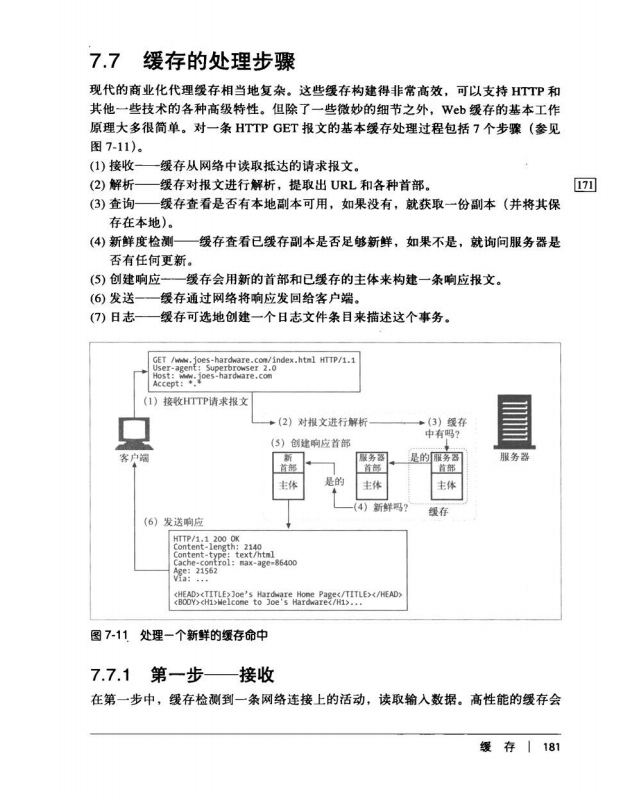 7.7 缓存的处理步骤
现代的商业化代理缓存相当地复杂。这些缓存构建得非常高效，可以支持 HTTP 和
其他一些技术的各种高级特性。但除了一些微妙的细节之外，Web 缓存的基本工作
原理大多很简单。对一条 HTTP GET 报文的基本缓存处理过程包括 7 个步骤（参见
图 7-11）。
(1) 接收——缓存从网络中读取抵达的请求报文。
(2) 解析——缓存对报文进行解析，提取出 URL 和各种首部。
171
(3) 查询——缓存查看是否有本地副本可用，如果没有，就获取一份副本（并将其保
存在本地）。
(4) 新鲜度检测——缓存查看已缓存副本是否足够新鲜，如果不是，就询问服务器是
否有任何更新。
(5) 创建响应——缓存会用新的首部和已缓存的主体来构建一条响应报文。
(6) 发送——缓存通过网络将响应发回给客户端。
(7) 日志——缓存可选地创建一个日志文件条目来描述这个事务。
GET /www.joes-hardware.com/index.html HTTP/1.1
User-agent: Superbrowser 2.0
Host: www.joes-hardware.com
Accept: *.*
(1) 接收HTTP请求报文
(2) 对报文进行解析
(3) 缓存
中有吗?
(5) 创建响应首部
客户端
新
首部
主体
是的
服务器
首部
主体
是的
服务器
首部
主体
服务器
(4) 新鲜吗?
缓存
(6) 发送响应
HTTP/1.1 200 OK
Content-length: 2140
Content-type: text/html
Cache-control: max-age=86400
Age: 21562
Via: ...
<HEAD><TITLE>Joe's Hardware Home Page</TITLE></HEAD>
<BODY><H1>Welcome to Joe's Hardware</H1>...
图 7-11 处理一个新鲜的缓存命中
7.7.1 第一步——接收
在第一步中，缓存检测到一条网络连接上的活动，读取输入数据。高性能的缓存会
缓 存 | 181